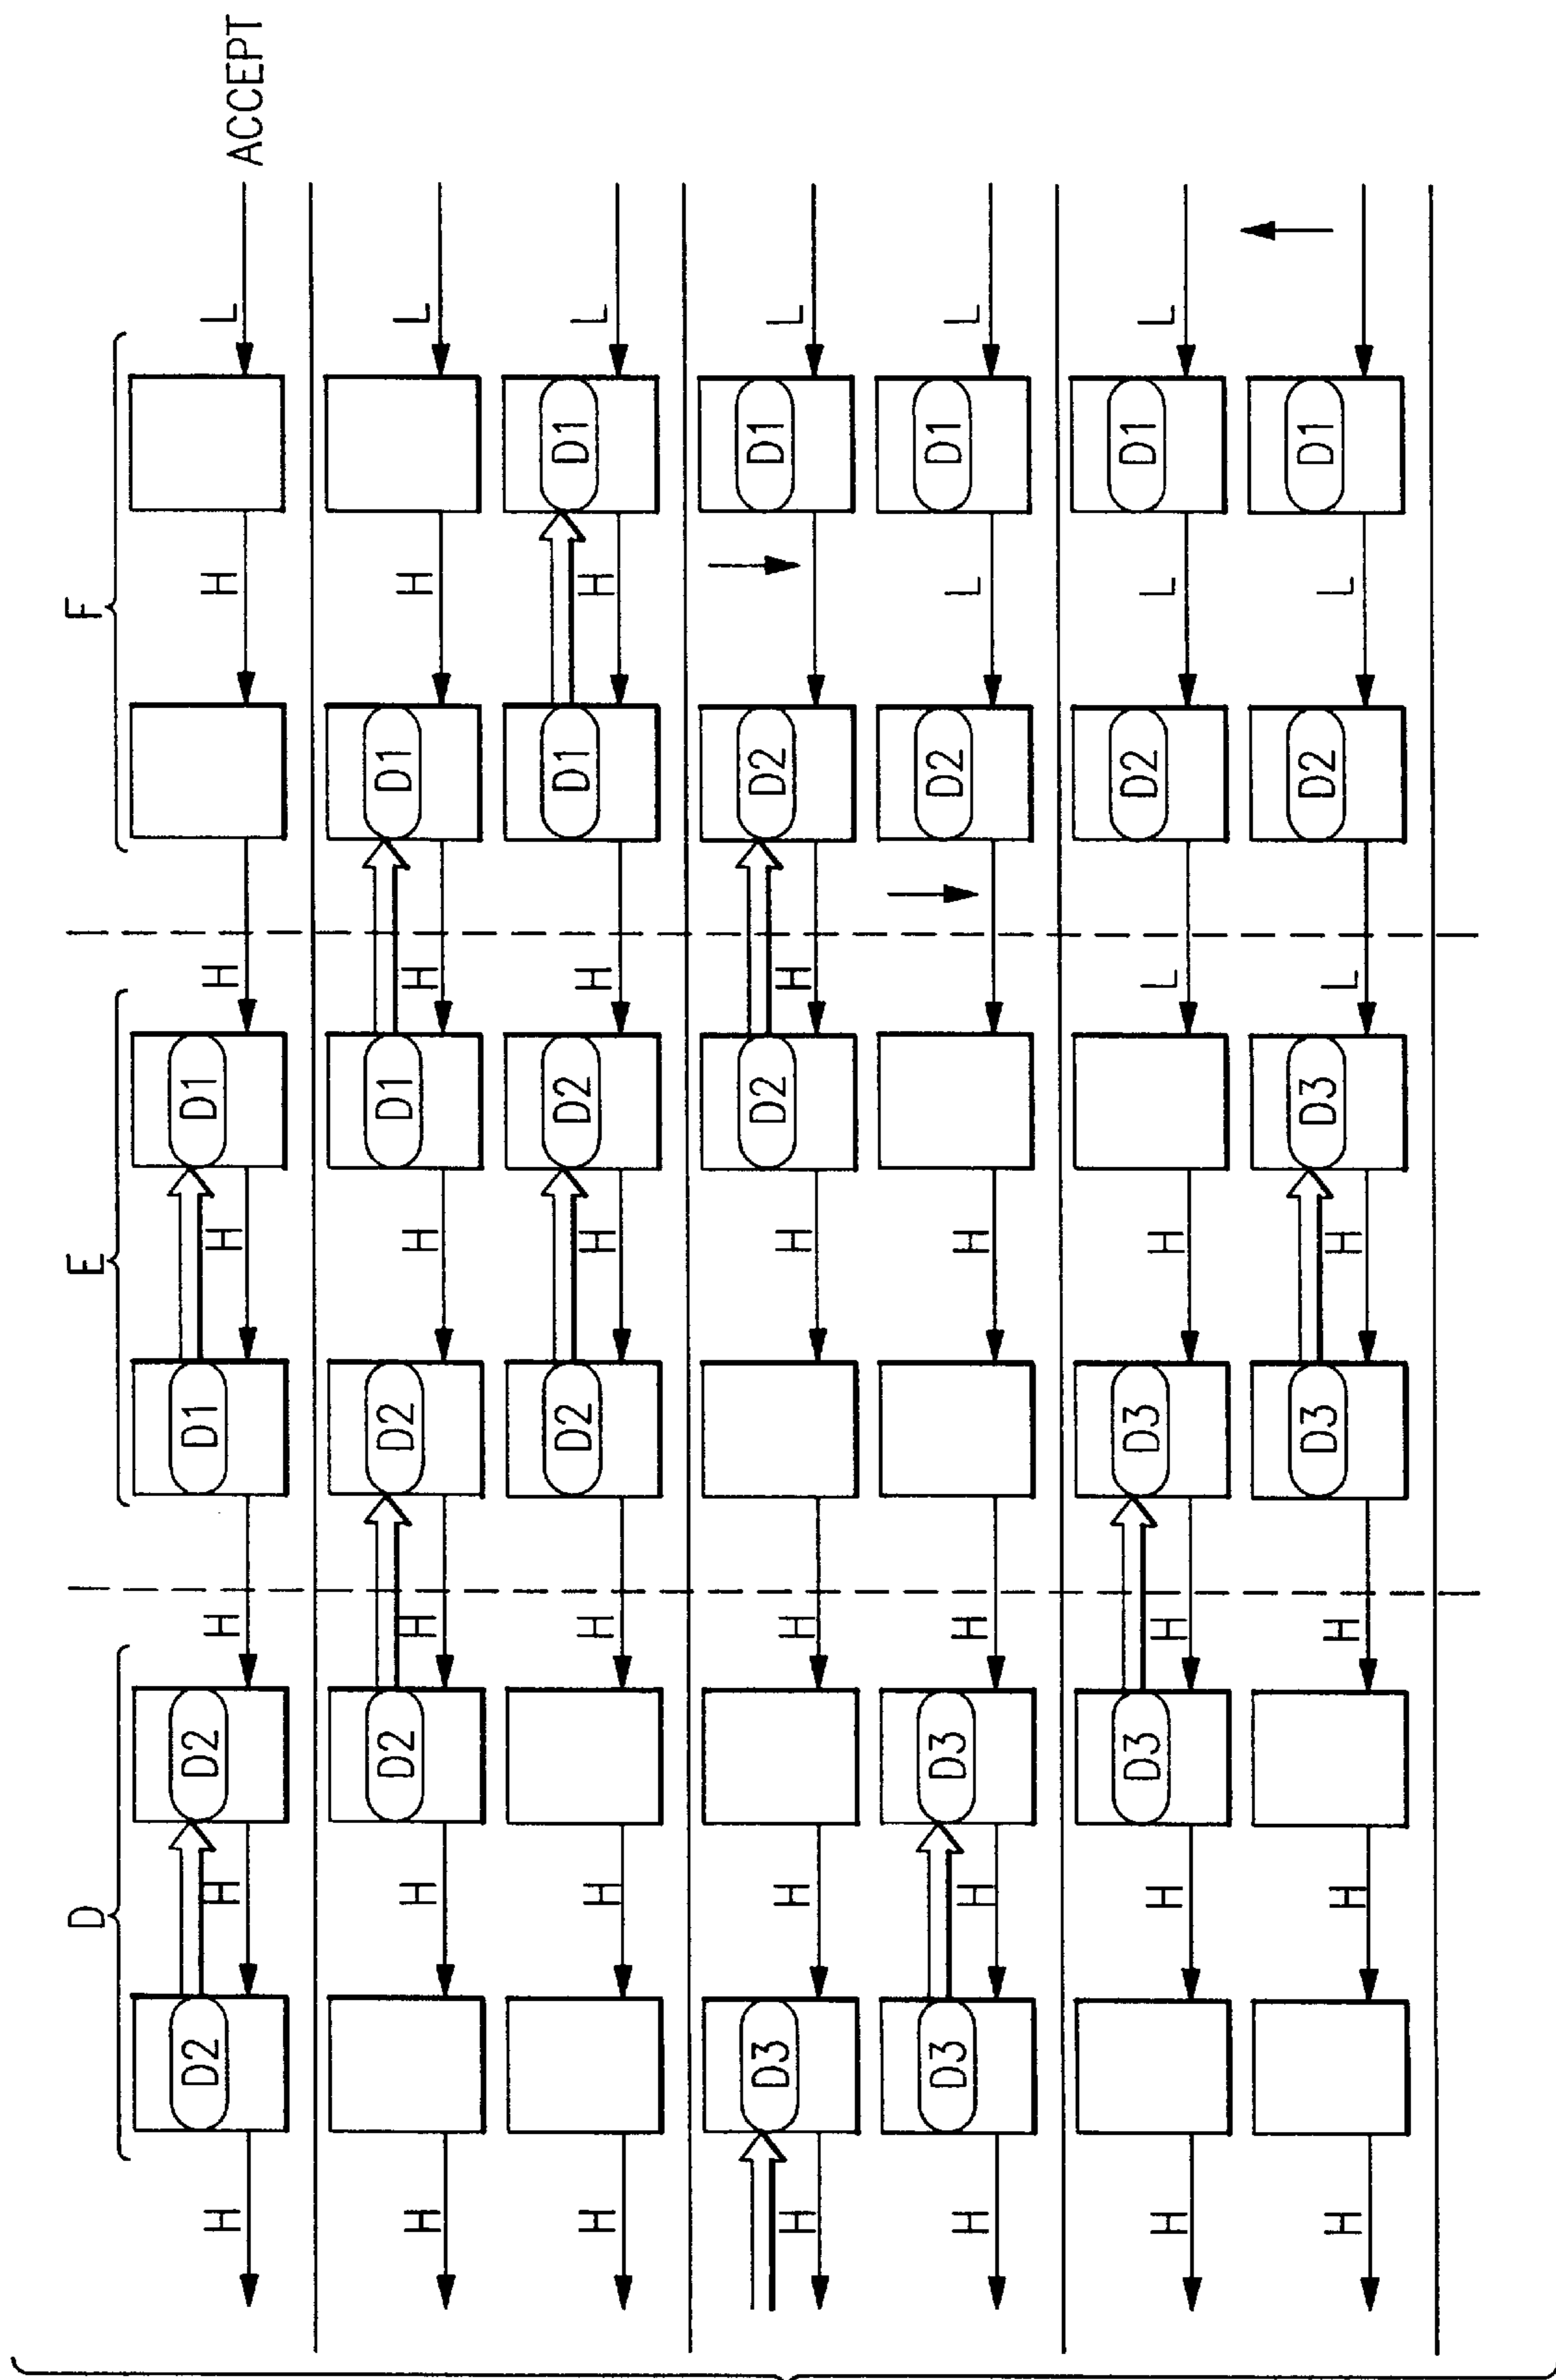 D E F
D2 D2 D1 D1
H H H H H H L ACCEPT
D2 D2 D1 D1
H H H H H H L
D2 D2 D1 D1
H H H H H H L
D3 D2 D2 D1
H H H H H L
D3 D3 D2 D1
H H H H L L
D3 D3 D2 D1
H H H H L L L
D3 D3 D2 D1
H H H H L L